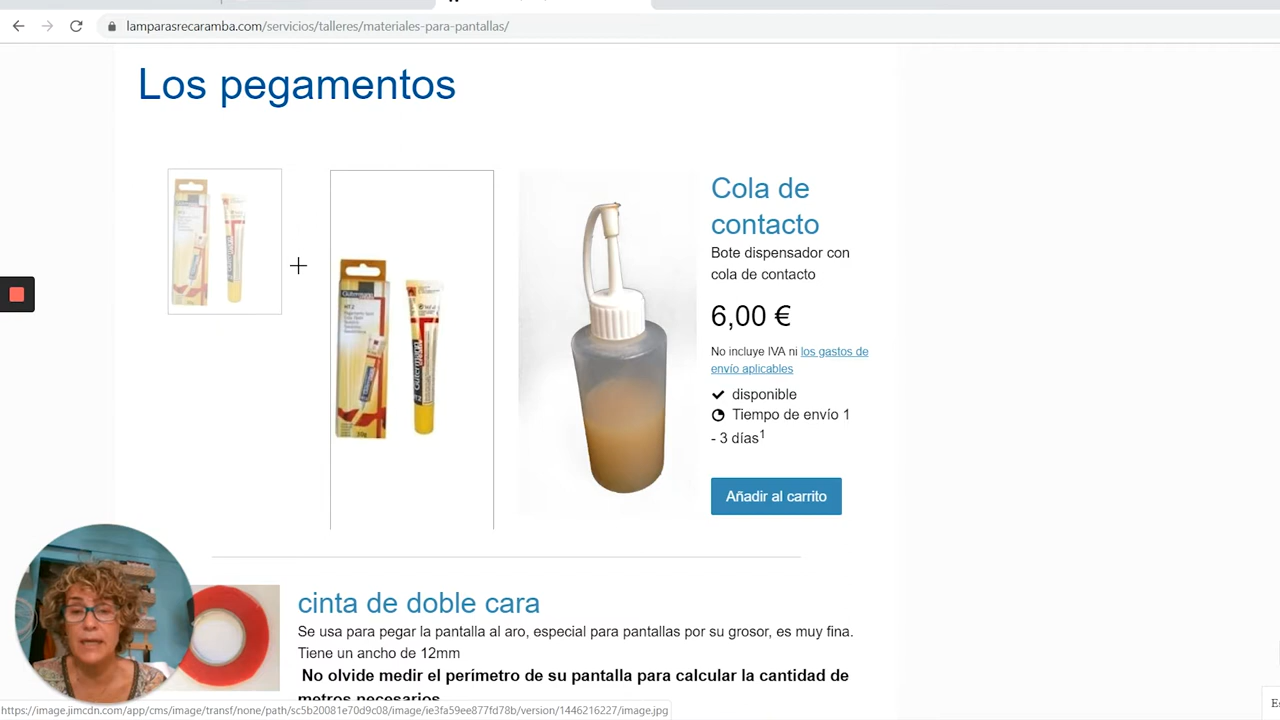 lamparasrecaramba.com/servicios/talleres/materiales-para-pantallas/
Los pegamentos
Gütermann
HT2
Cola de
contacto
Bote dispensador con
cola de contacto
6,00 €
No incluye IVA ni los gastos de
envío aplicables
disponible
Tiempo de envío 1
- 3 días1
Añadir al carrito
cinta de doble cara
Se usa para pegar la pantalla al aro, especial para pantallas por su grosor, es muy fina.
Tiene un ancho de 12mm
No olvide medir el perímetro de su pantalla para calcular la cantidad de
metros necesarios
https://image.jimcdn.com/app/cms/image/transf/none/path/sc5b20081e70d9c08/image/ie3fa59ee877fd78b/version/1446216227/image.jpg